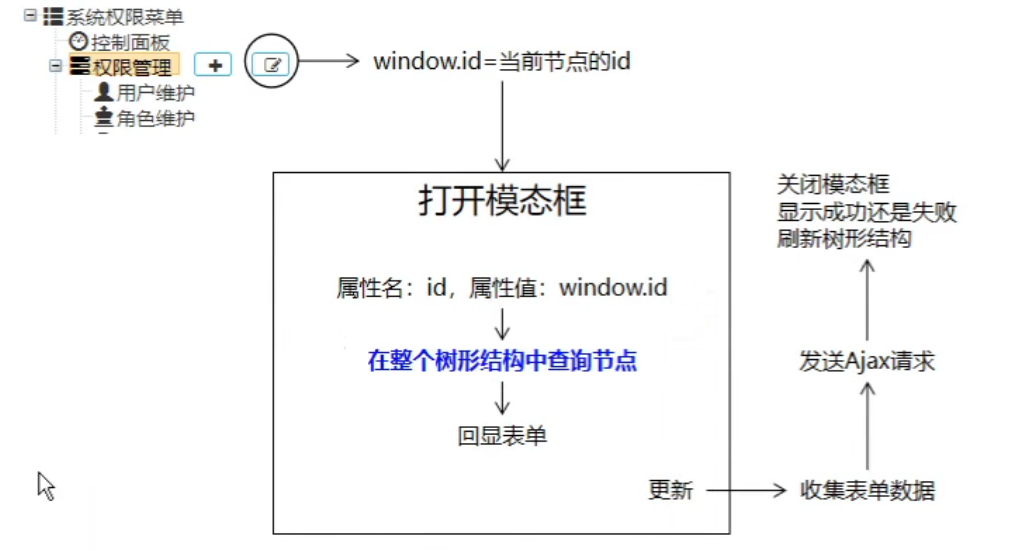 系统权限菜单
控制面板
权限管理
用户维护
角色维护
window.id=当前节点的id
打开模态框
属性名：id，属性值：window.id
在整个树形结构中查询节点
回显表单
更新
收集表单数据
发送Ajax请求
关闭模态框
显示成功还是失败
刷新树形结构